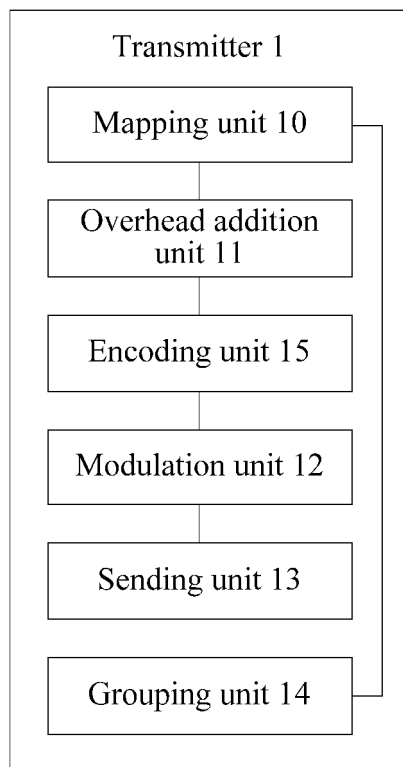 Transmitter 1
Mapping unit 10
Overhead addition
unit 11
Encoding unit 15
Modulation unit 12
Sending unit 13
Grouping unit 14